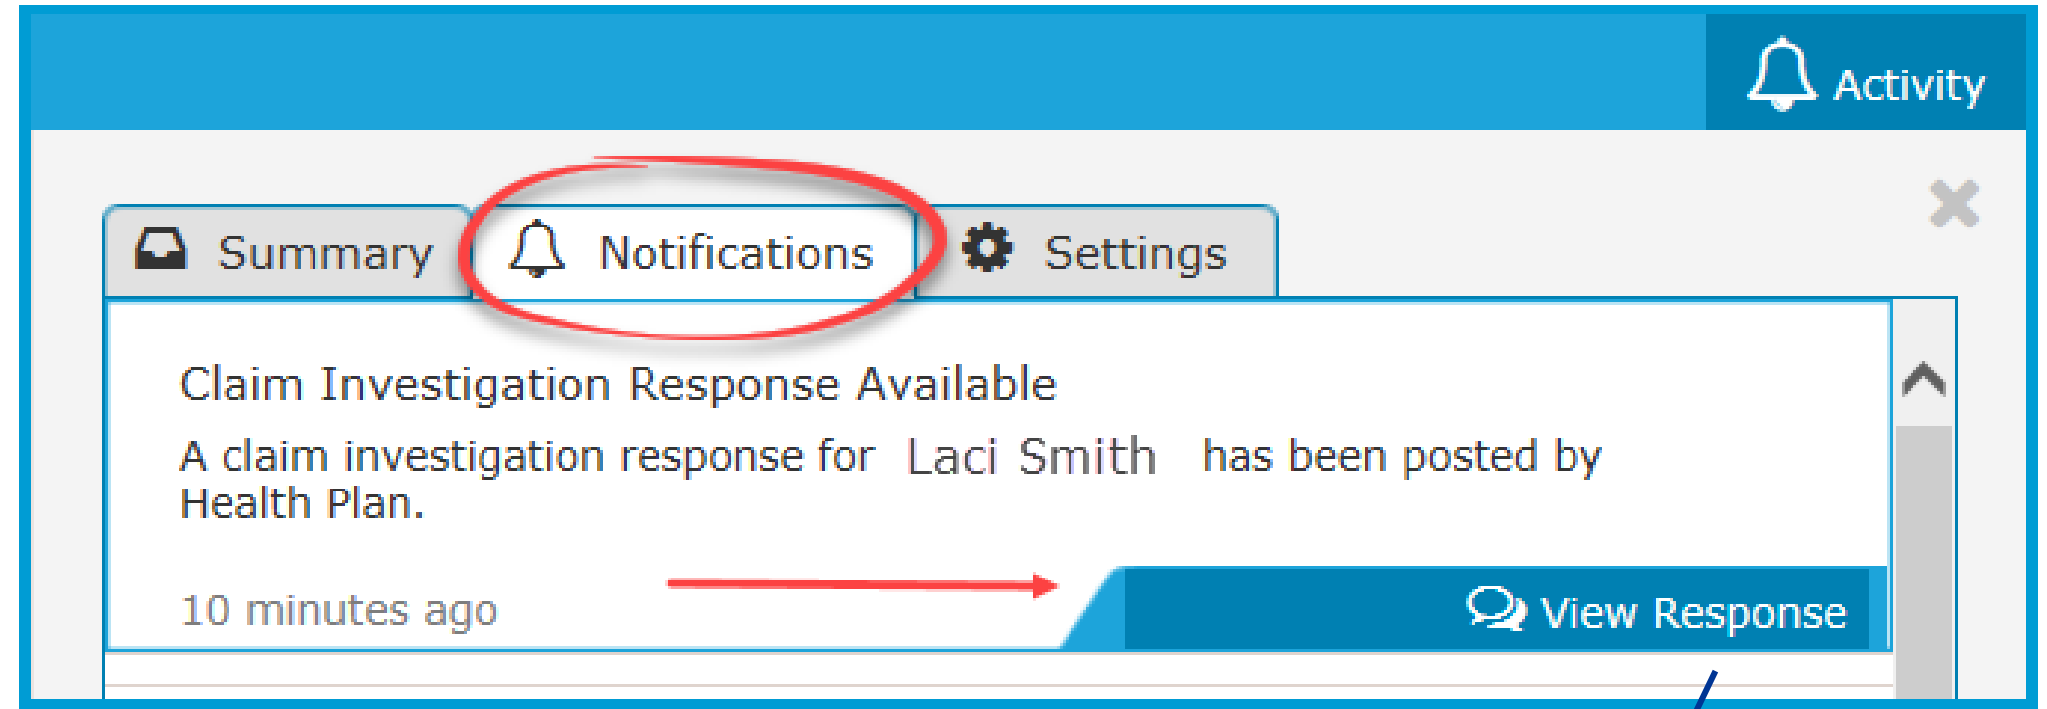 Activity
Summary Notifications Settings
Claim Investigation Response Available
A claim investigation response for Laci Smith has been posted by
Health Plan.
10 minutes ago View Response